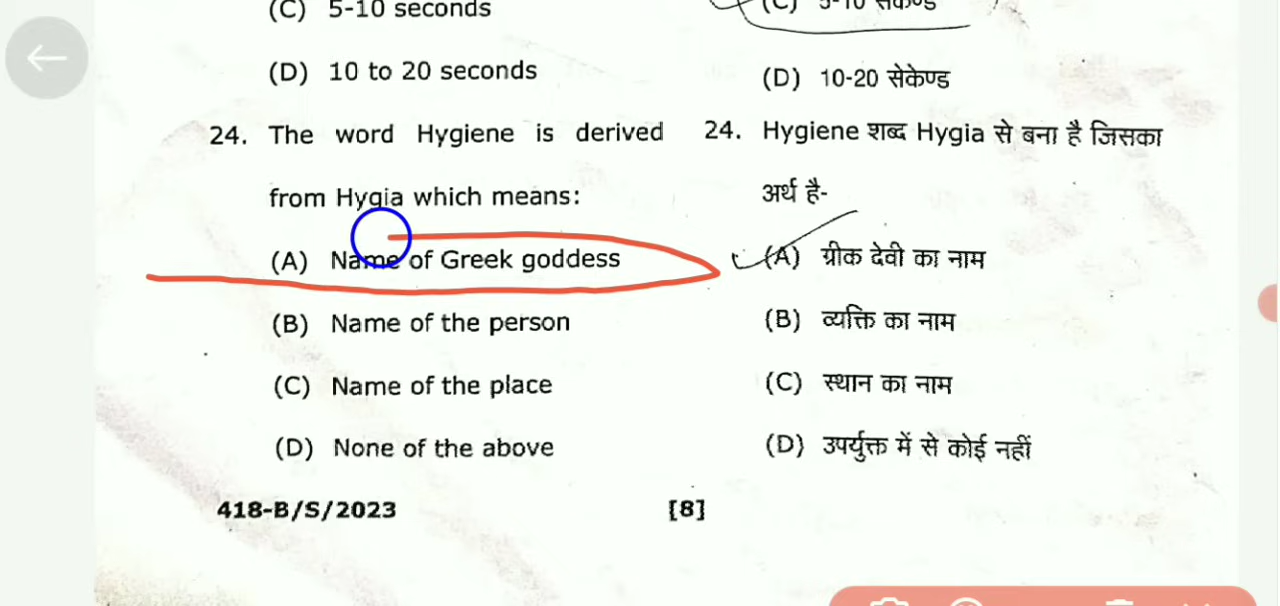 (C) 5-10 seconds
(D) 10 to 20 seconds
24. The word Hygiene is derived
from Hygia which means:
(A) Name of Greek goddess
(B) Name of the person
(C) Name of the place
(D) None of the above
(C) 5-10 सेकेण्ड
(D) 10-20 सेकेण्ड
24. Hygiene शब्द Hygia से बना है जिसका
अर्थ है-
(A) ग्रीक देवी का नाम
(B) व्यक्ति का नाम
(C) स्थान का नाम
(D) उपर्युक्त में से कोई नहीं
418-B/S/2023
[8]